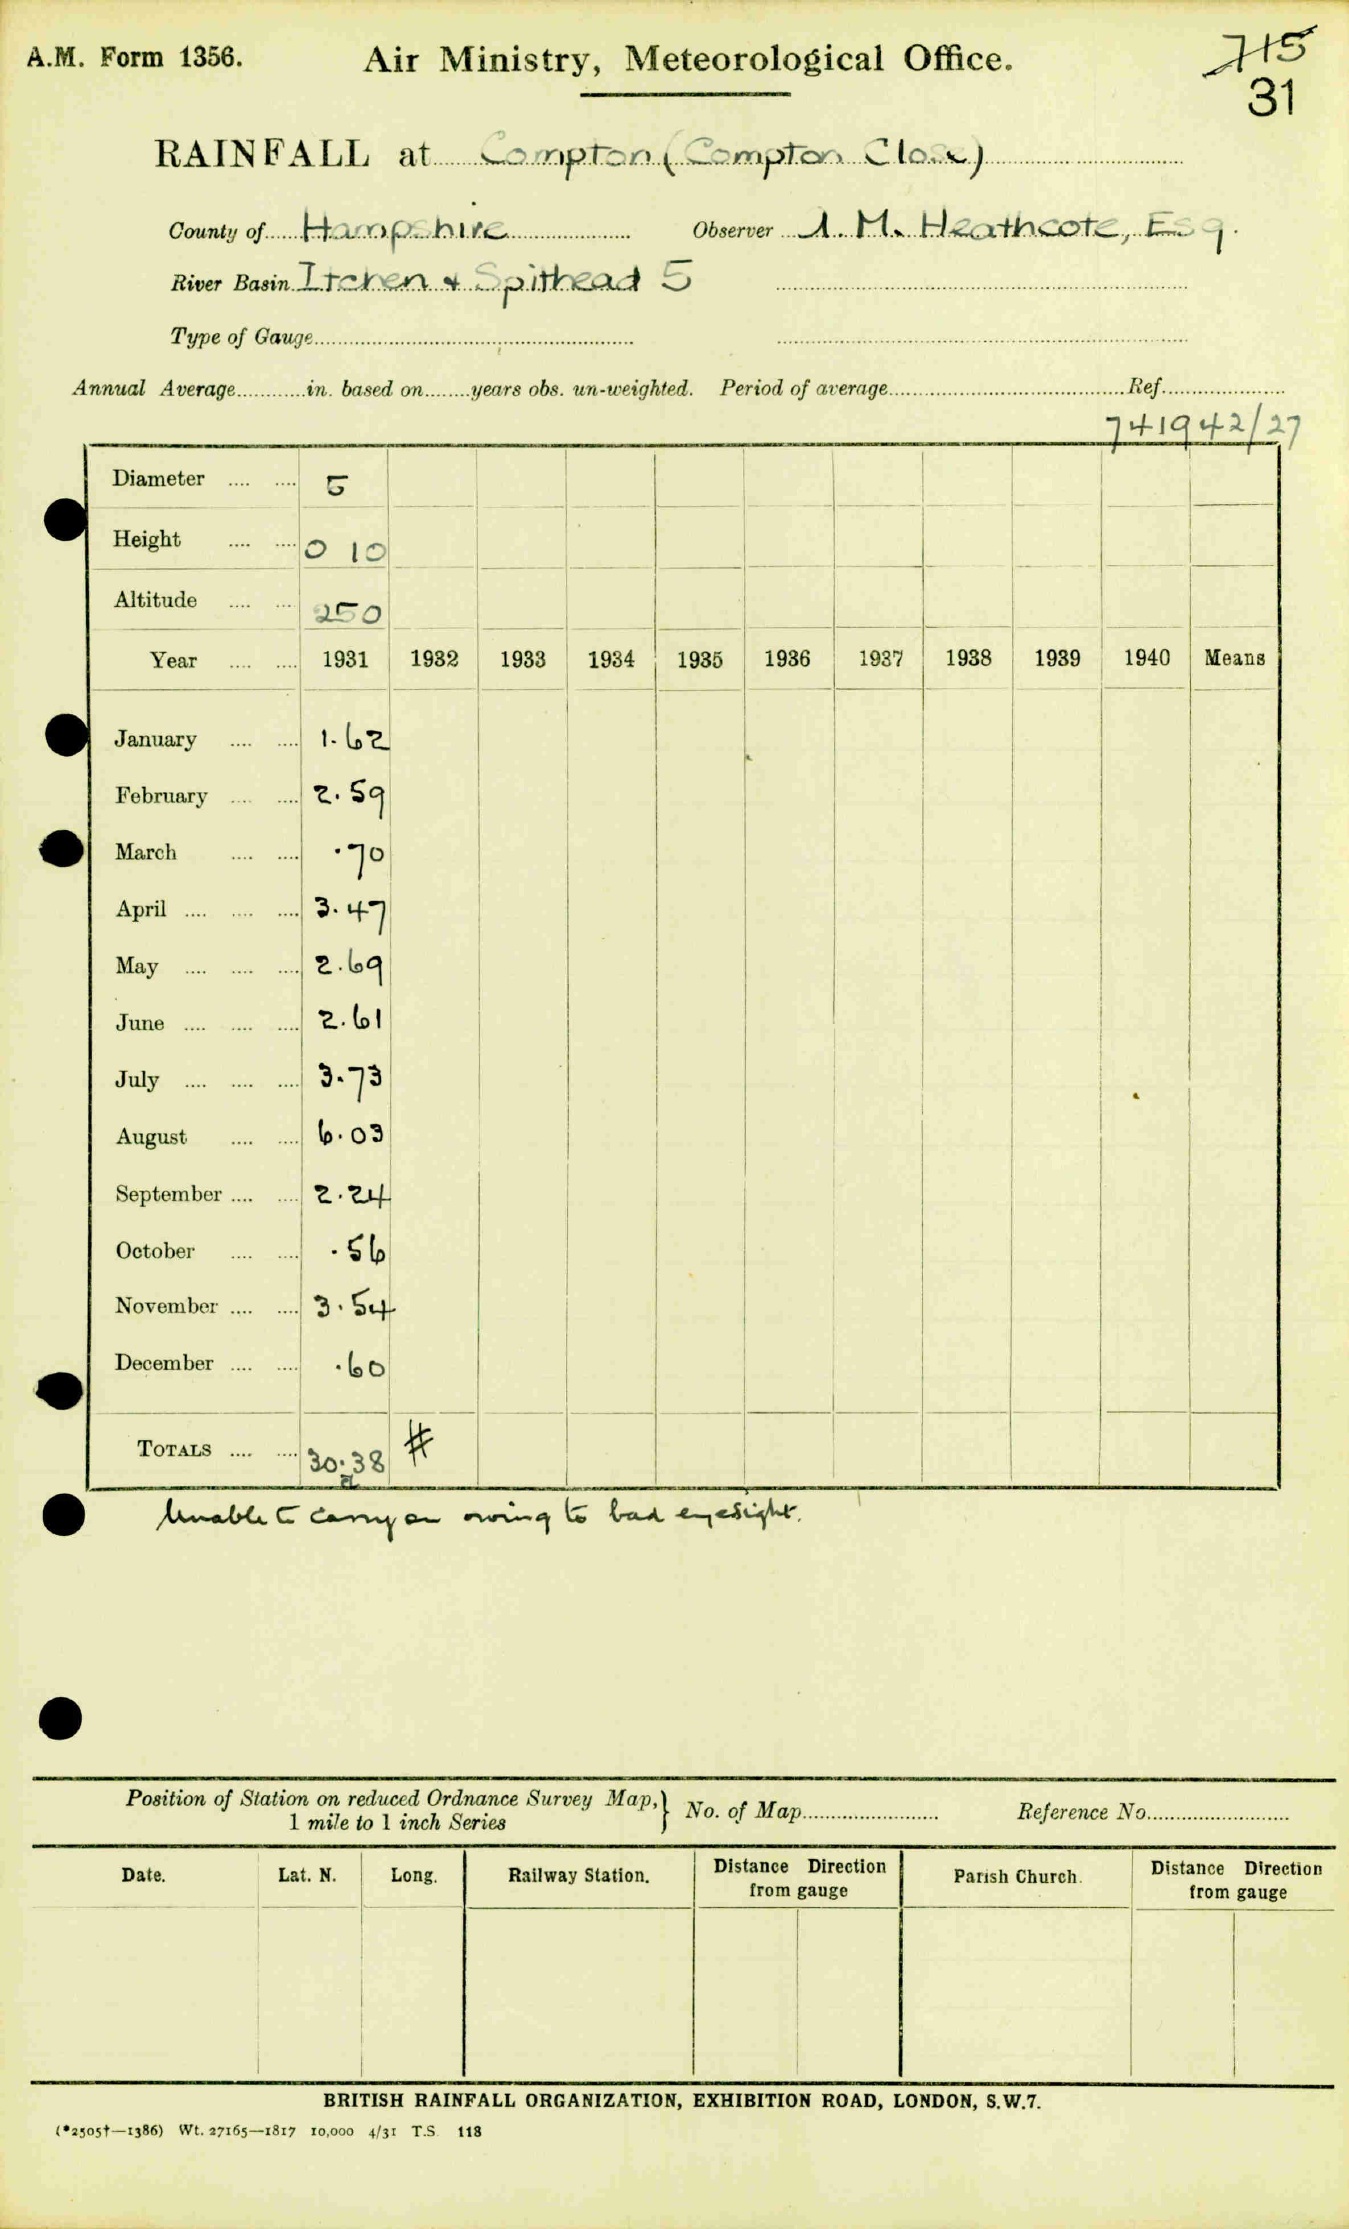 A.M. Form 1356. Air Ministry, Meteorological Office. 715
31
RAINFALL at Compton (Compton Close)
County of Hampshire Observer J. M. Heathcote, Esq.
River Basin Itchen & Spithead 5
Type of Gauge
Annual Average in. based on years obs. un-weighted. Period of average Ref.
741942/27
Diameter 5
Height 0 10
Altitude 250
Year 1931 1932 1933 1934 1935 1936 1937 1938 1939 1940 Means
January 1.62
February 2.59
March .70
April 3.47
May 2.69
June 2.61
July 3.73
August 6.03
September 2.24
October .56
November 3.54
December .60
TOTALS 30.38 #
a
Unable to carry on owing to bad eyesight.
Position of Station on reduced Ordnance Survey Map, } No. of Map Reference No.
1 mile to 1 inch Series
Date. Lat. N. Long. Railway Station. Distance Direction from gauge Parish Church. Distance Direction from gauge
BRITISH RAINFALL ORGANIZATION, EXHIBITION ROAD, LONDON, S.W.7.
(*2505†—1386) Wt. 27165—1817 10,000 4/31 T.S. 118